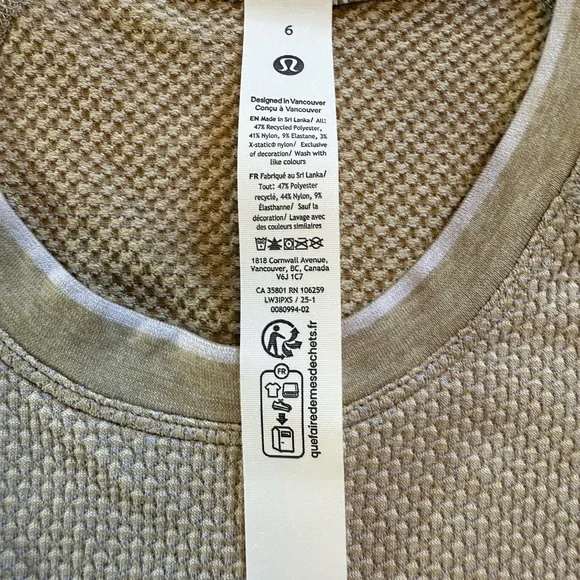 6
Designed in Vancouver
Conçu à Vancouver
EN Made in Sri Lanka/ All:
47% Recycled Polyester,
41% Nylon, 9% Elastane, 3%
X-static® nylon/ Exclusive
of decoration/ Wash with
like colours
FR Fabriqué au Sri Lanka/
Tout: 47% Polyester
recyclé, 44% Nylon, 9%
Élasthanne/ Sauf la
décoration/ Lavage avec
des couleurs similaires
1818 Cornwall Avenue,
Vancouver, BC, Canada
V6J 1C7
CA 35801 RN 106259
LW3IPXS / 25-1
0080994-02
FR
quefairedemesdechets.fr